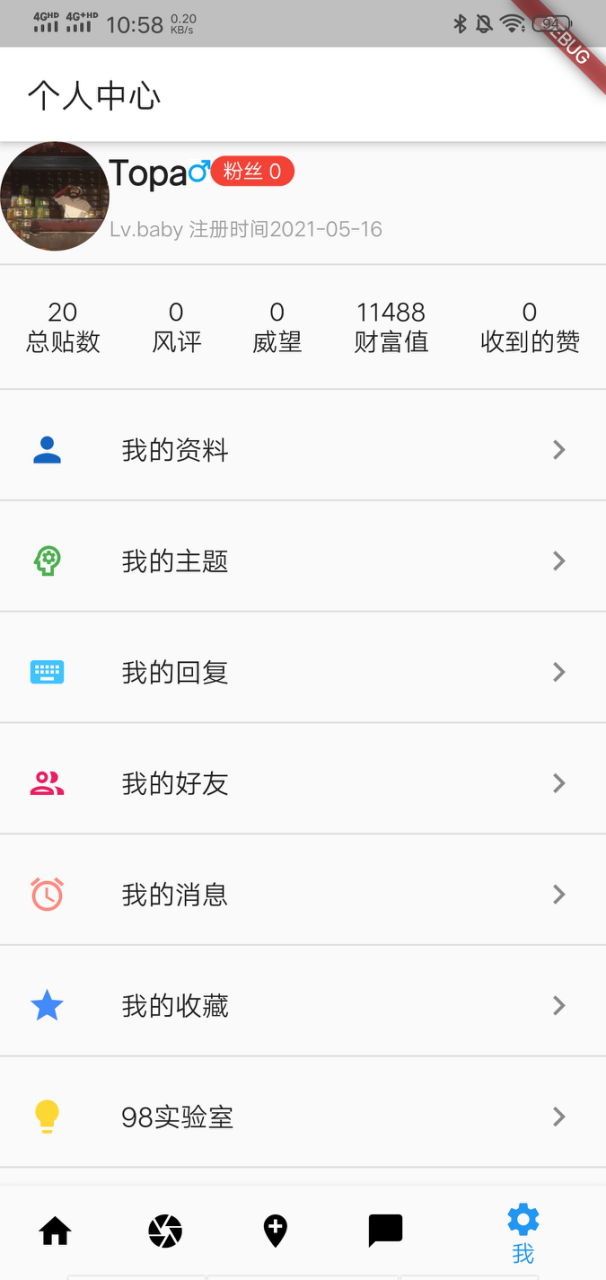 4GHD 4G+HD 10:58 0.20 KB/s 94
DEBUG
个人中心
Topa 粉丝 0
Lv.baby 注册时间2021-05-16
20 0 0 11488 0
总贴数 风评 威望 财富值 收到的赞
我的资料
我的主题
我的回复
我的好友
我的消息
我的收藏
98实验室
我